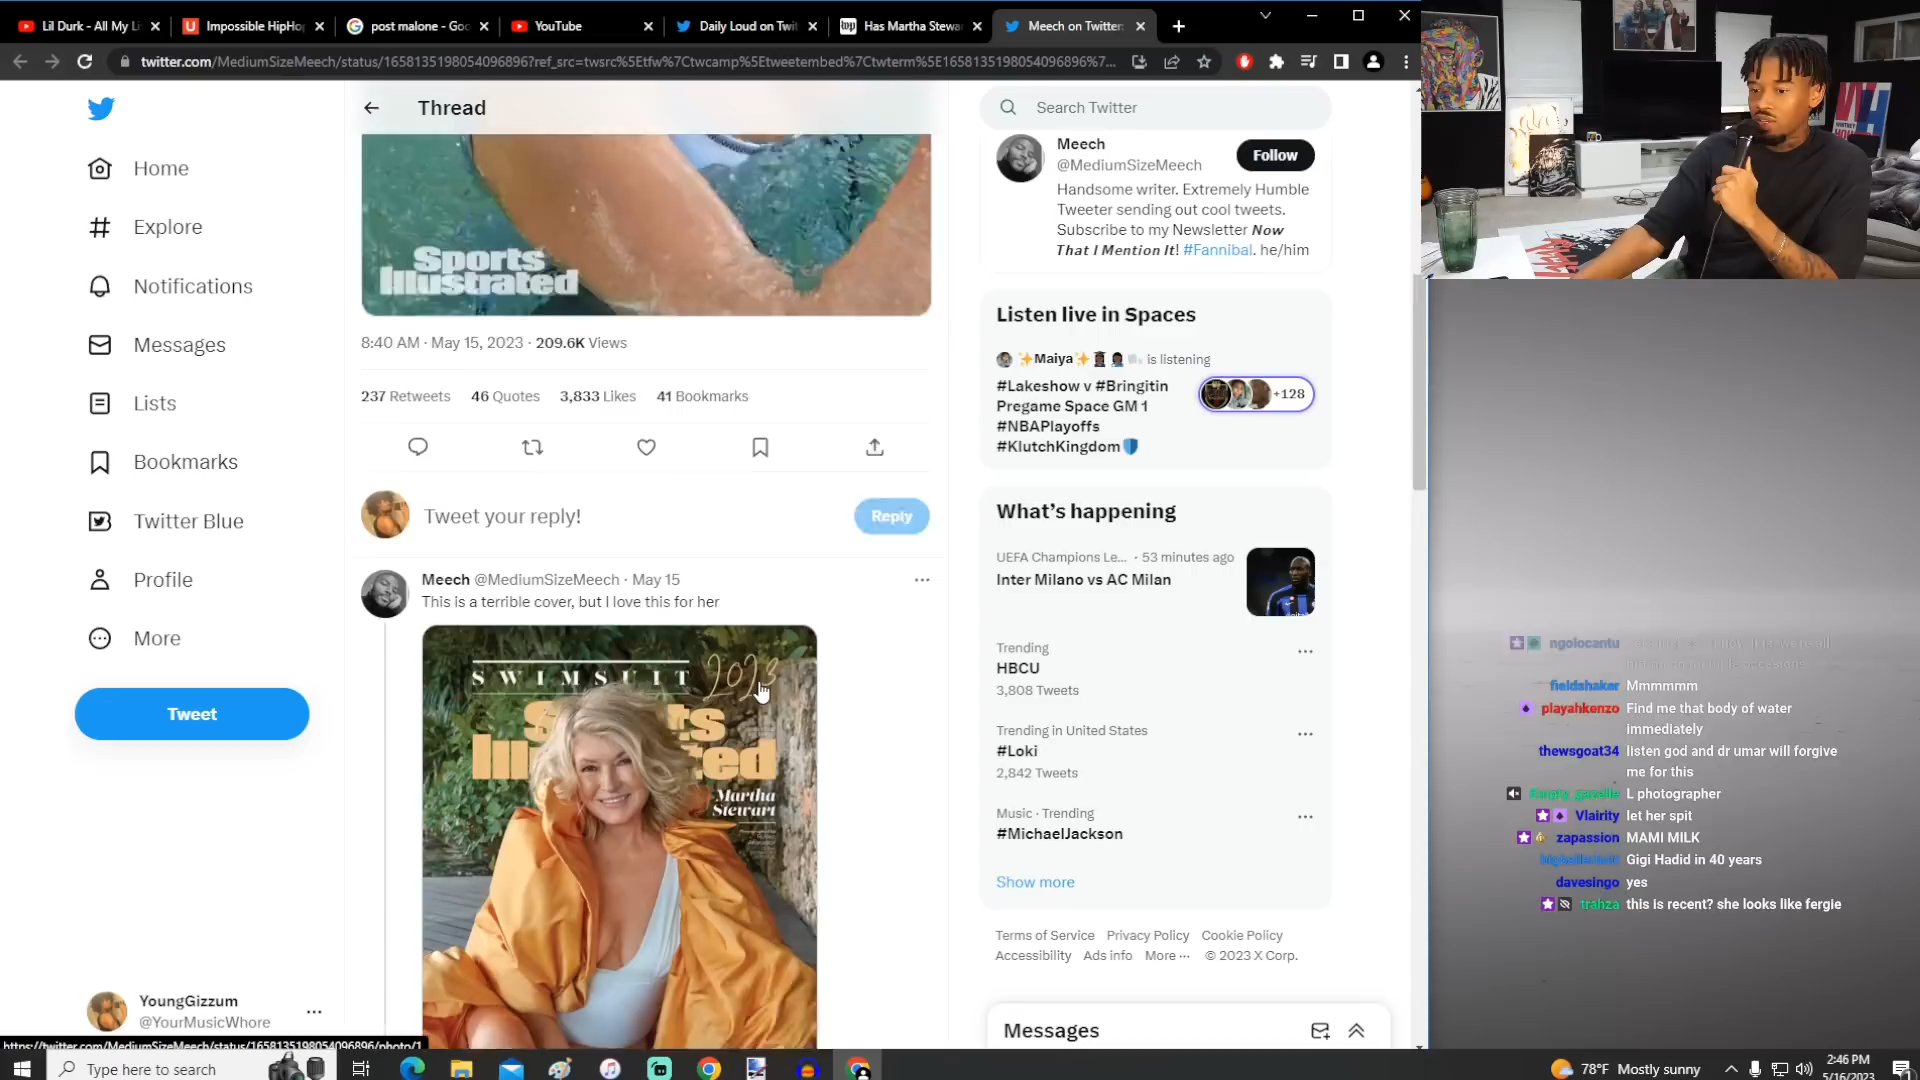 Lil Durk - All My Li
Impossible HipHop
post malone - Goo
YouTube
Daily Loud on Twit
Has Martha Stewar
Meech on Twitter:
twitter.com/MediumSizeMeech/status/1658135198054096896?ref_src=twsrc%5Etfw%7Ctwcamp%5Etweetembed%7Ctwterm%5E1658135198054096896%7...
Home
Explore
Notifications
Messages
Lists
Bookmarks
Twitter Blue
Profile
More
Tweet
YoungGizzum
@YourMusicWhore
Thread
Sports
Illustrated
8:40 AM · May 15, 2023 · 209.6K Views
237 Retweets 46 Quotes 3,833 Likes 41 Bookmarks
Tweet your reply!
Reply
Meech @MediumSizeMeech · May 15
This is a terrible cover, but I love this for her
SWIMSUIT 2023
Martha
Stewart
Search Twitter
Meech
@MediumSizeMeech
Follow
Handsome writer. Extremely Humble
Tweeter sending out cool tweets.
Subscribe to my Newsletter Now
That I Mention It! #Fannibal. he/him
Listen live in Spaces
Maiya is listening
#Lakeshow v #Bringitin
Pregame Space GM 1
#NBAPlayoffs
#KlutchKingdom
+128
What's happening
UEFA Champions Le... · 53 minutes ago
Inter Milano vs AC Milan
Trending
HBCU
3,808 Tweets
Trending in United States
#Loki
2,842 Tweets
Music · Trending
#MichaelJackson
Show more
Terms of Service Privacy Policy Cookie Policy
Accessibility Ads info More ··· © 2023 X Corp.
Messages
ngolocantu
fieldshaker Mmmmmm
playahkenzo Find me that body of water
immediately
thewsgoat34 listen god and dr umar will forgive
me for this
L photographer
Vlairity let her spit
zapassion MAMI MILK
Gigi Hadid in 40 years
davesingo yes
trahza this is recent? she looks like fergie
https://twitter.com/MediumSizeMeech/status/1658135198054096896/photo/1
Type here to search
78°F Mostly sunny
2:46 PM
5/16/2023